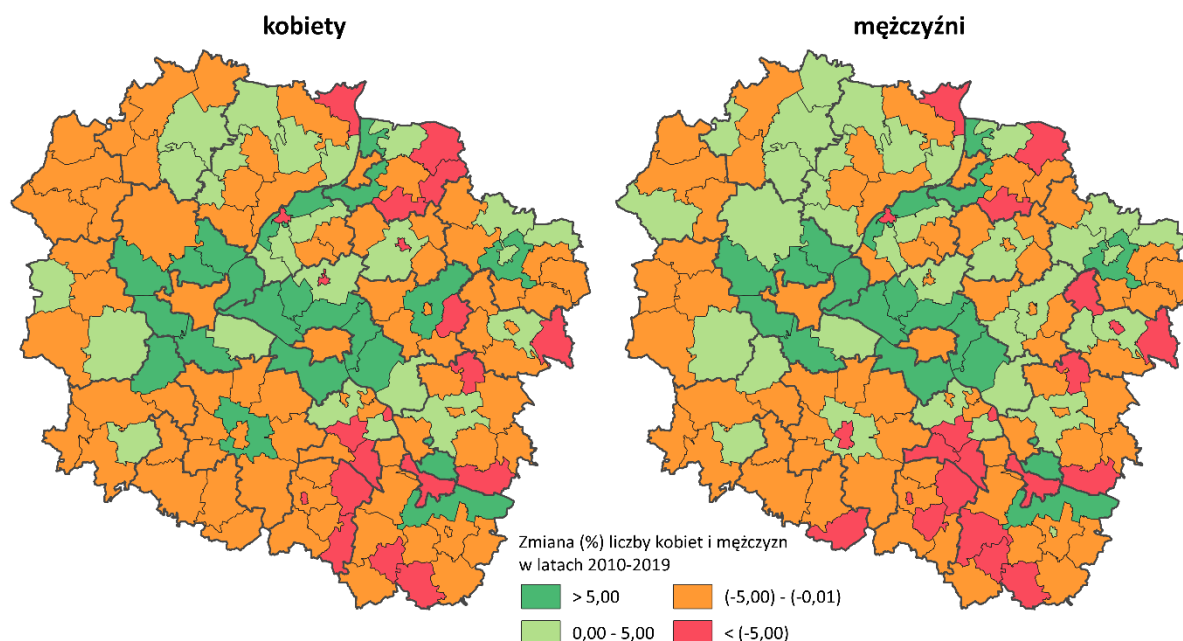 kobiety
mężczyźni
Zmiana (%) liczby kobiet i mężczyzn
w latach 2010-2019
> 5,00
(-5,00) - (-0,01)
0,00 - 5,00
< (-5,00)